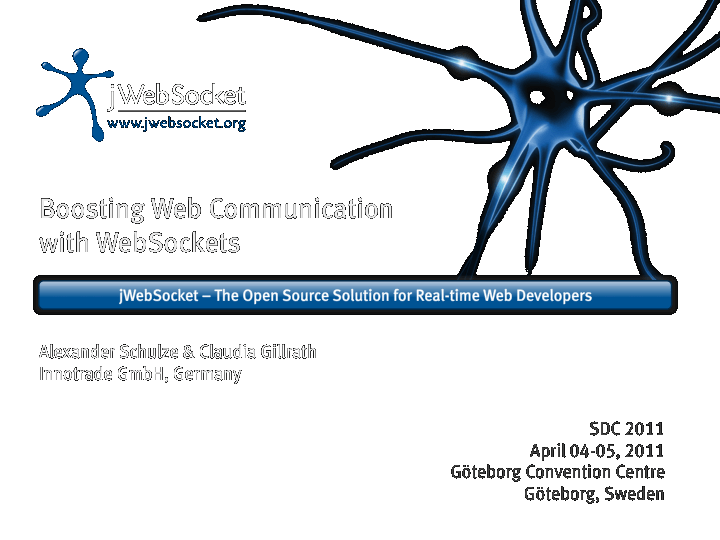 jWebSocket
www.jwebsocket.org
Boosting Web Communication
with WebSockets
jWebSocket – The Open Source Solution for Real-time Web Developers
Alexander Schulze & Claudia Gillrath
Innotrade GmbH, Germany
SDC 2011
April 04-05, 2011
Göteborg Convention Centre
Göteborg, Sweden